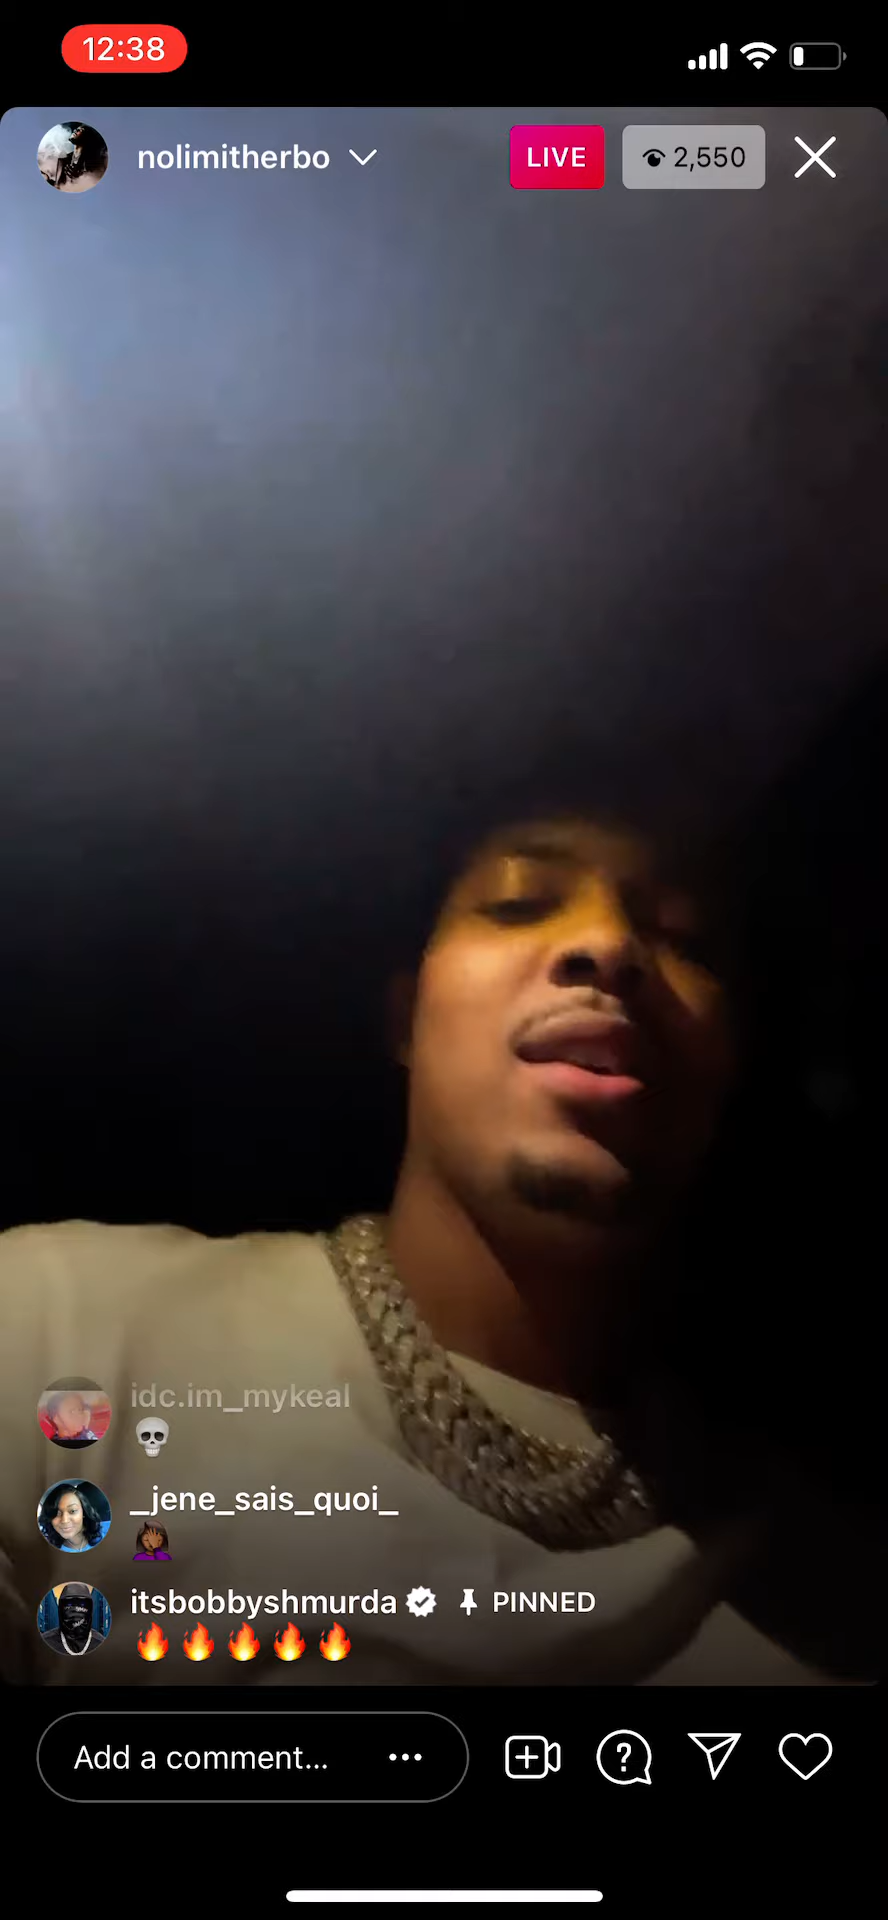 12:38
nolimitherbo LIVE 2,550
idc.im_mykeal
💀
_jene_sais_quoi_
🤦🏾‍♀️
itsbobbyshmurda PINNED
🔥🔥🔥🔥🔥
Add a comment...